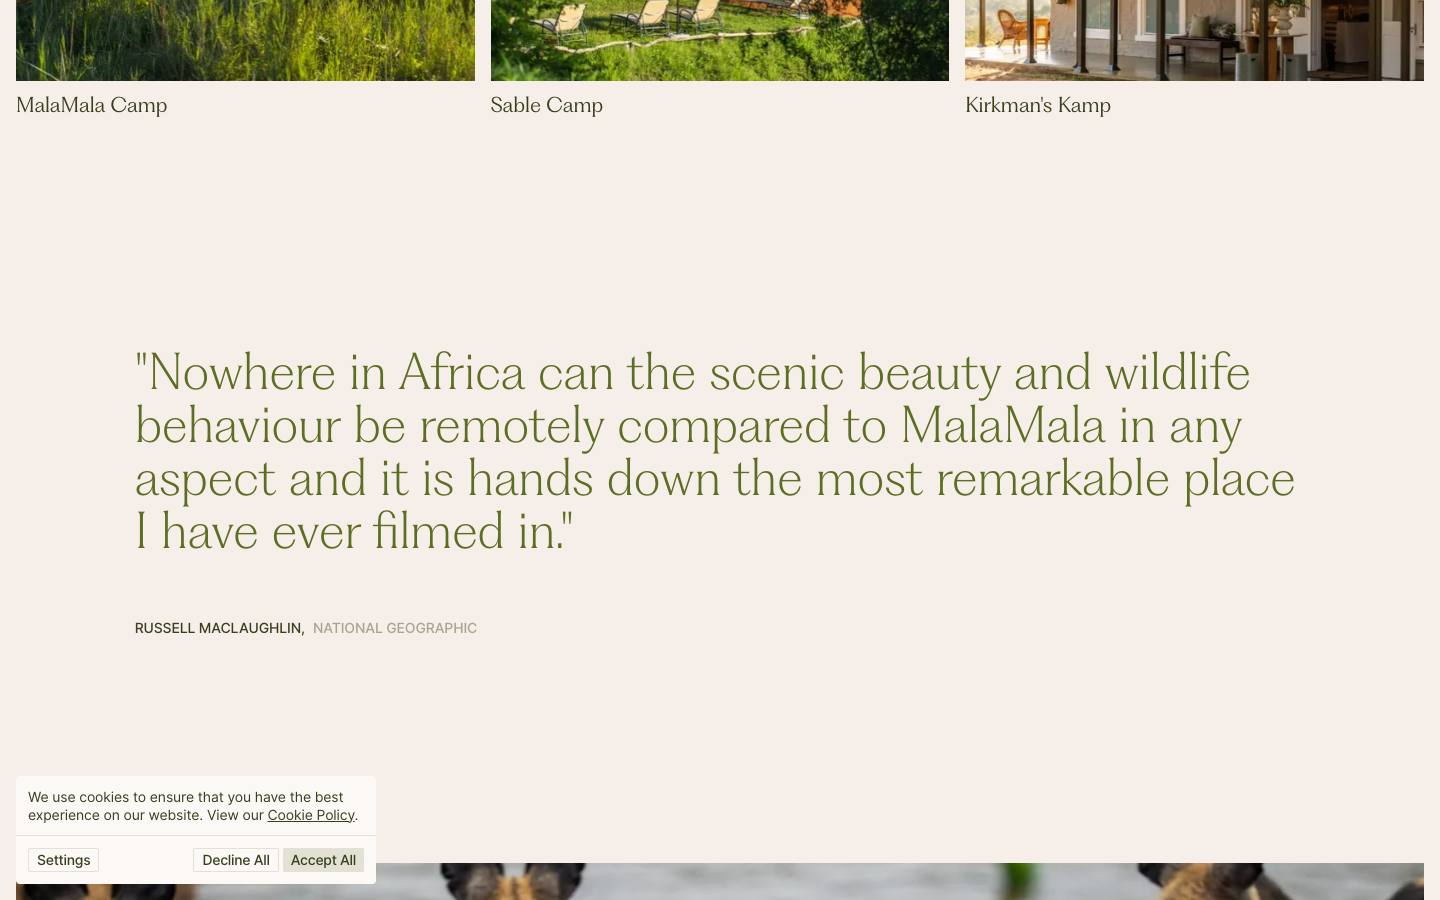 MalaMala Camp
Sable Camp
Kirkman's Kamp
"Nowhere in Africa can the scenic beauty and wildlife
behaviour be remotely compared to MalaMala in any
aspect and it is hands down the most remarkable place
I have ever filmed in."
RUSSELL MACLAUGHLIN, NATIONAL GEOGRAPHIC
We use cookies to ensure that you have the best
experience on our website. View our Cookie Policy.
Settings
Decline All
Accept All